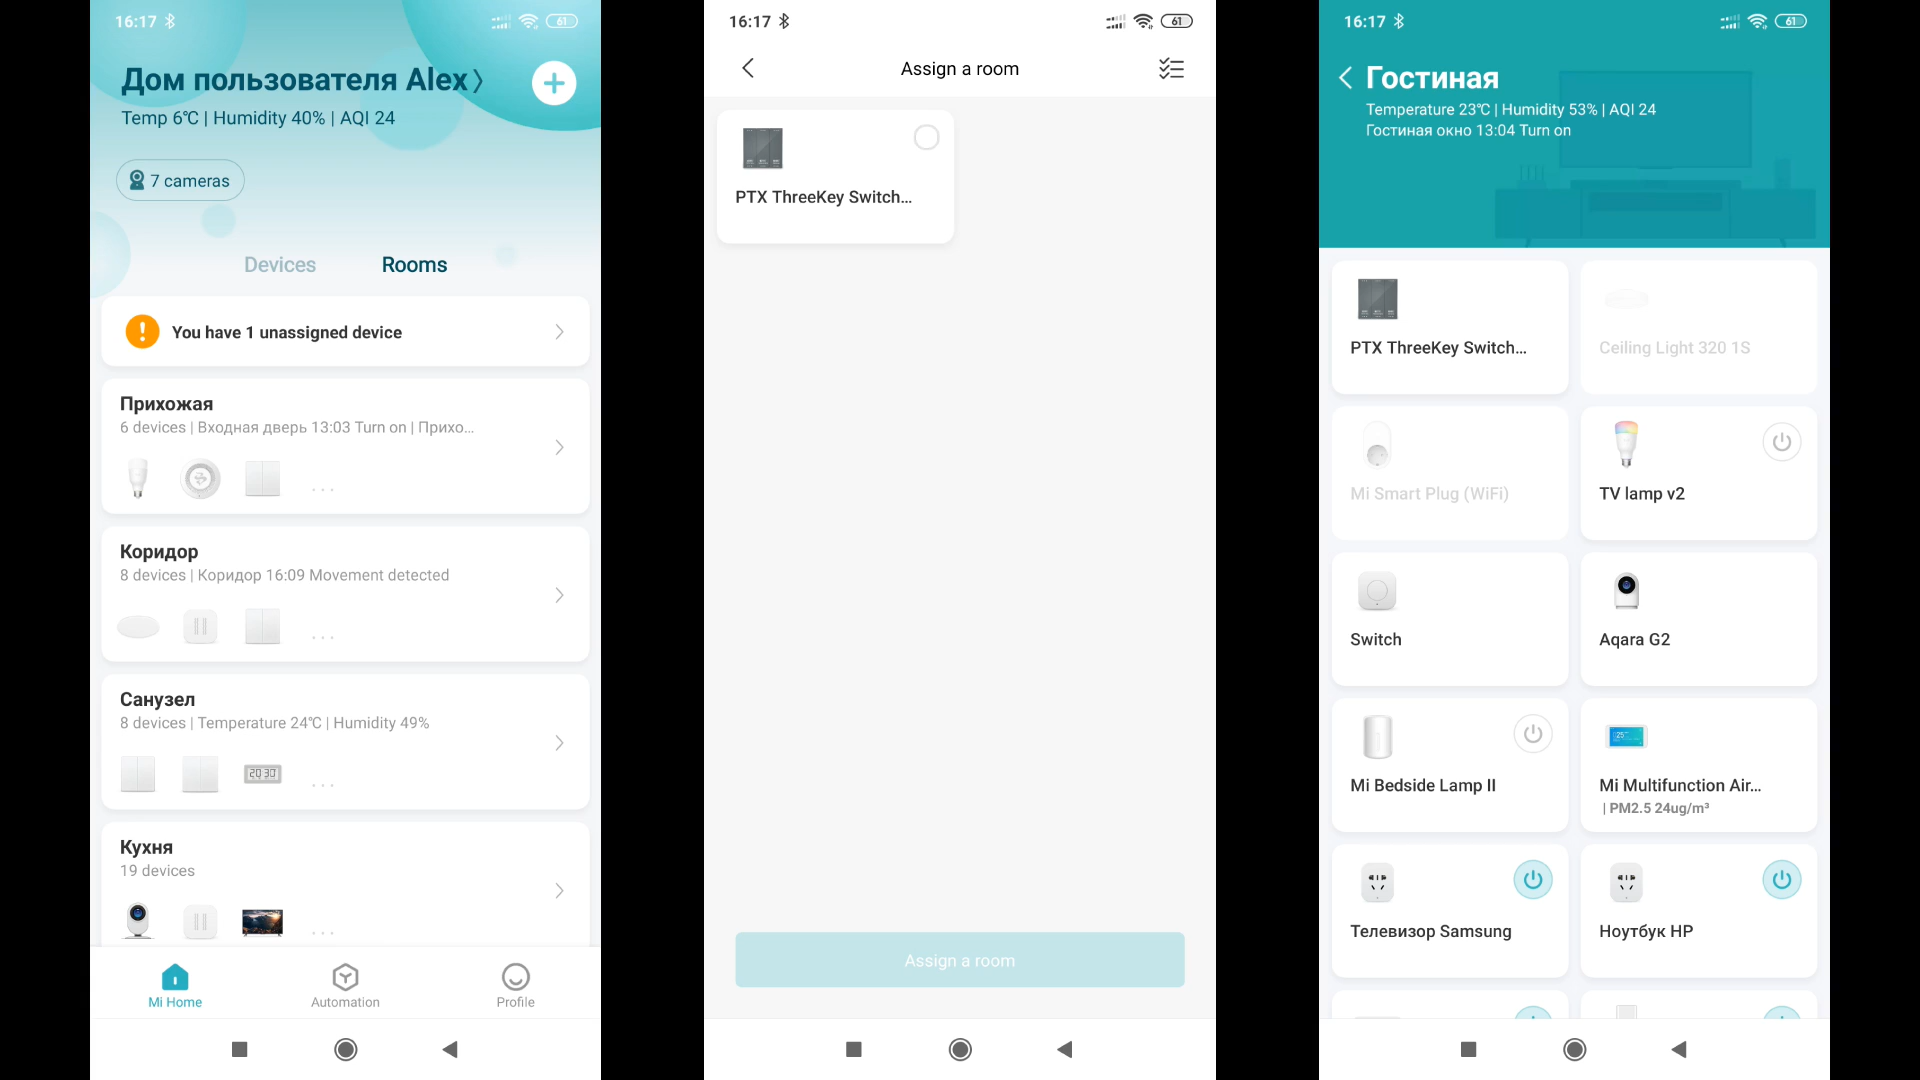 16:17
61
Дом пользователя Alex
Temp 6℃ | Humidity 40% | AQI 24
7 cameras
Devices
Rooms
You have 1 unassigned device
Прихожая
6 devices | Входная дверь 13:03 Turn on | Прихо...
Коридор
8 devices | Коридор 16:09 Movement detected
...
Санузел
8 devices | Temperature 24℃ | Humidity 49%
20:30
Кухня
19 devices
Mi Home
Automation
Profile
16:17
61
Assign a room
PTX ThreeKey Switch...
Assign a room
16:17
61
Гостиная
Temperature 23℃ | Humidity 53% | AQI 24
Гостиная окно 13:04 Turn on
PTX ThreeKey Switch...
Ceiling Light 320 1S
Mi Smart Plug (WiFi)
TV lamp v2
Switch
Aqara G2
Mi Bedside Lamp II
Mi Multifunction Air...
| PM2.5 24ug/m³
Телевизор Samsung
Ноутбук HP